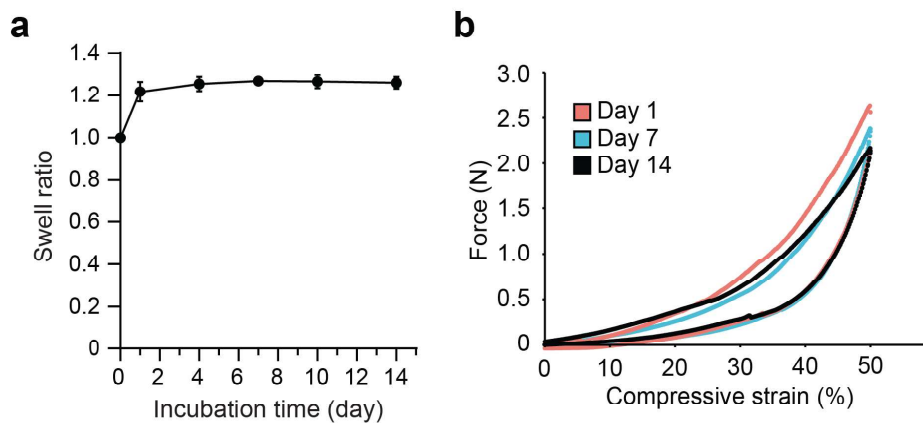 a
1.4
1.2
1.0
0.8
0.6
0.4
0.2
0
Swell ratio
0 2 4 6 8 10 12 14
Incubation time (day)
b
3.0
2.5
2.0
1.5
1.0
0.5
0
Force (N)
Day 1
Day 7
Day 14
0 10 20 30 40 50
Compressive strain (%)